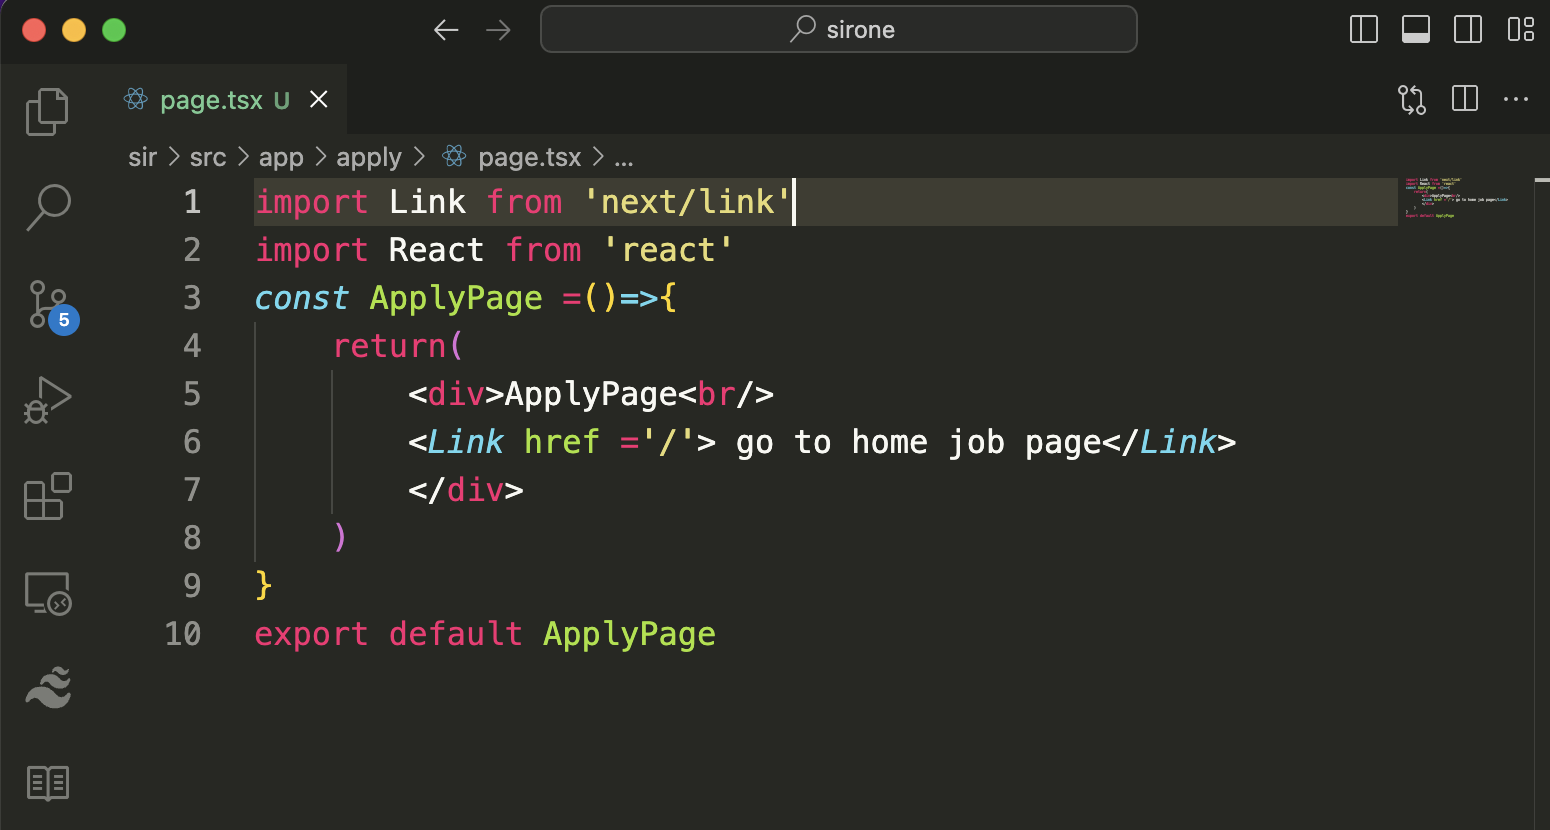 sirone
page.tsx U
sir > src > app > apply > page.tsx > ...
1 import Link from 'next/link'
2 import React from 'react'
3 const ApplyPage =()=>{
4 return(
5 <div>ApplyPage<br/>
6 <Link href ='/'> go to home job page</Link>
7 </div>
8 )
9 }
10 export default ApplyPage
5